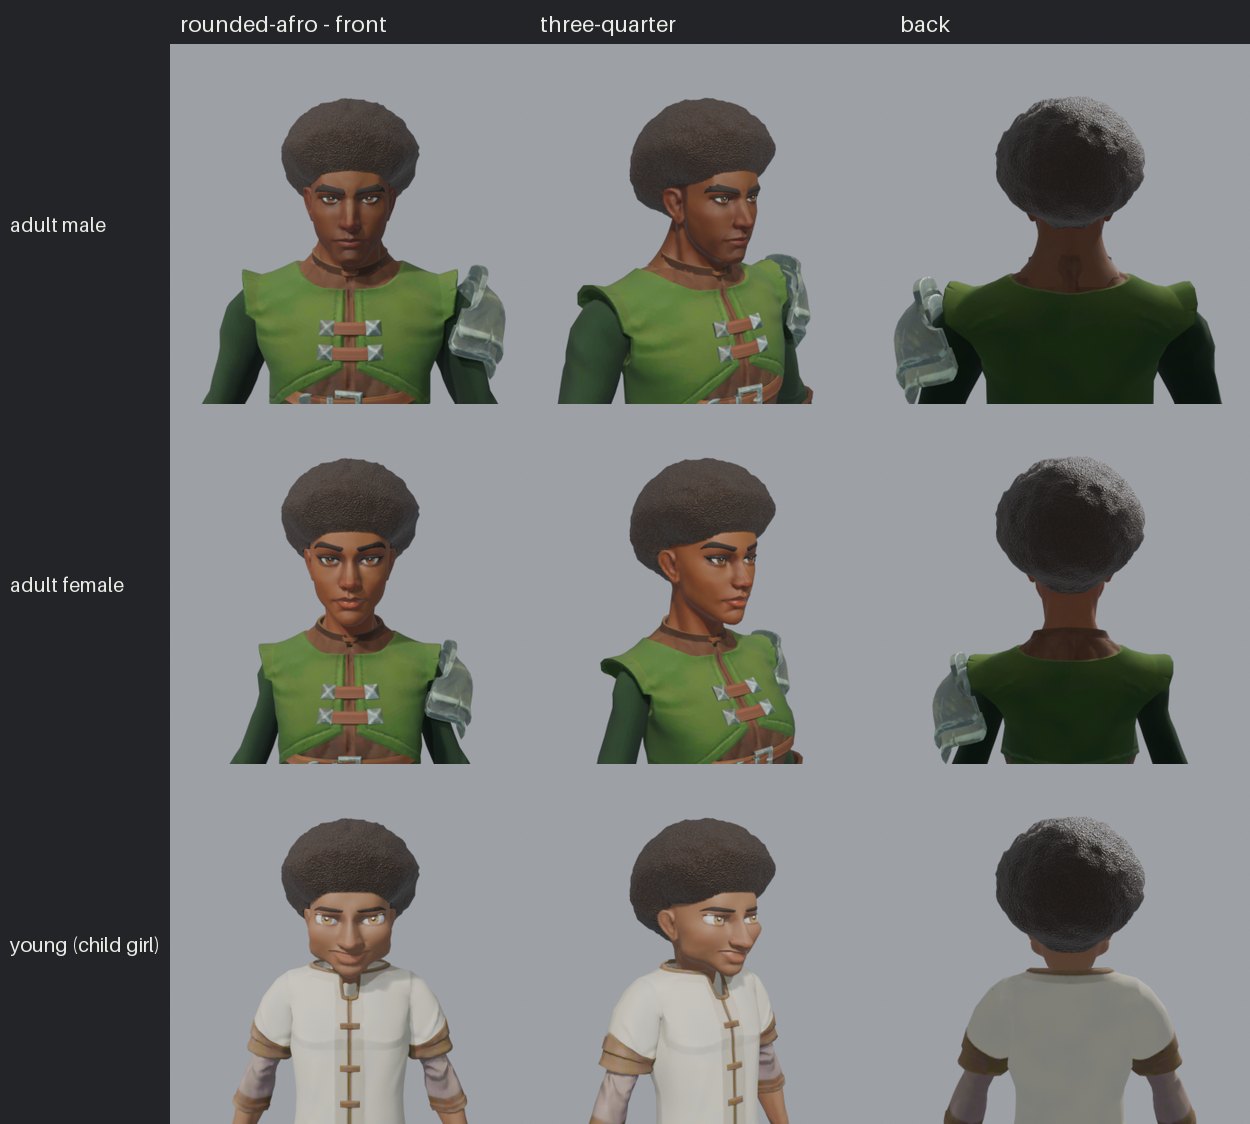 rounded-afro - front
three-quarter
back
adult male
adult female
young (child girl)